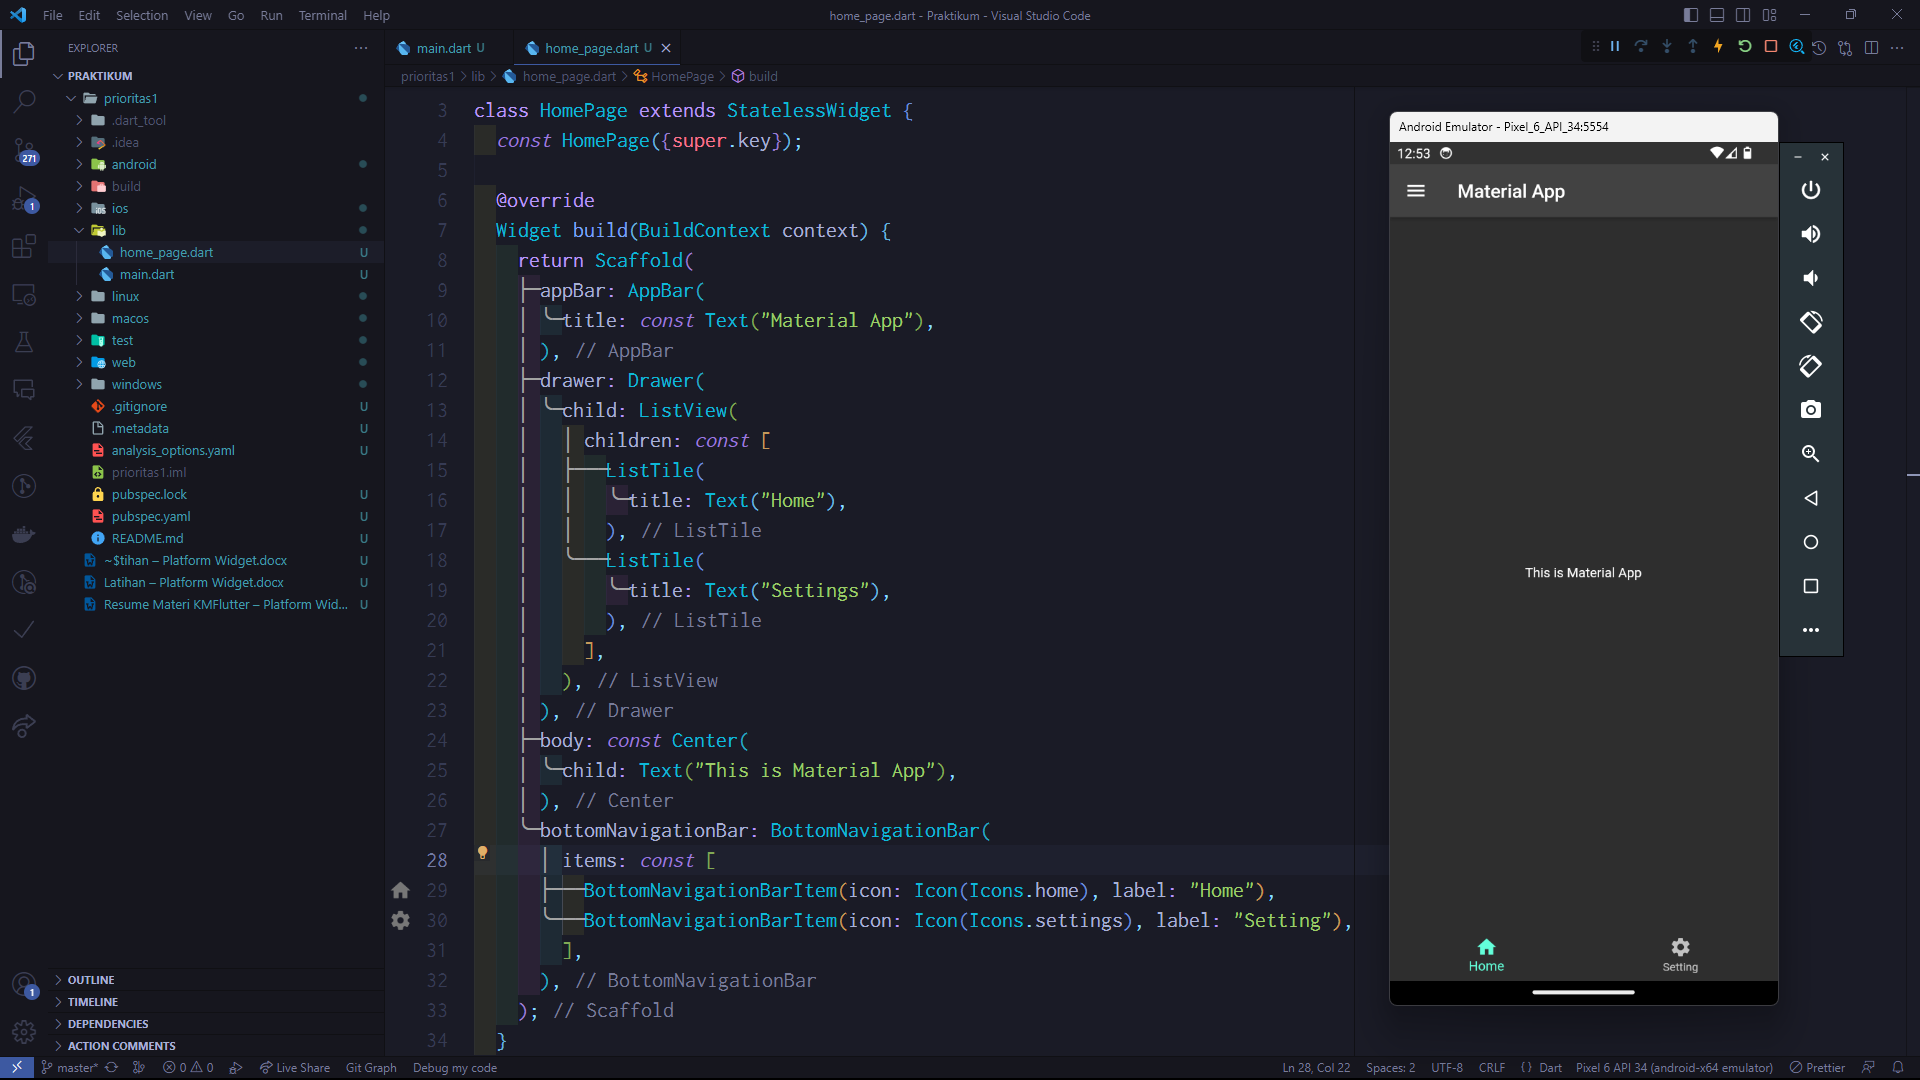 File Edit Selection View Go Run Terminal Help
home_page.dart - Praktikum - Visual Studio Code
EXPLORER
PRAKTIKUM
prioritas1
.dart_tool
.idea
android
build
ios
lib
home_page.dart U
main.dart U
linux
macos
test
web
windows
.gitignore U
.metadata U
analysis_options.yaml U
prioritas1.iml
pubspec.lock U
pubspec.yaml U
README.md U
~$tihan – Platform Widget.docx U
Latihan – Platform Widget.docx U
Resume Materi KMFlutter – Platform Wid... U
OUTLINE
TIMELINE
DEPENDENCIES
ACTION COMMENTS
271
1
1
main.dart U
home_page.dart U
prioritas1 > lib > home_page.dart > HomePage > build
3 class HomePage extends StatelessWidget {
4 const HomePage({super.key});
5
6 @override
7 Widget build(BuildContext context) {
8 return Scaffold(
9 appBar: AppBar(
10 title: const Text("Material App"),
11 ), // AppBar
12 drawer: Drawer(
13 child: ListView(
14 children: const [
15 ListTile(
16 title: Text("Home"),
17 ), // ListTile
18 ListTile(
19 title: Text("Settings"),
20 ), // ListTile
21 ],
22 ), // ListView
23 ), // Drawer
24 body: const Center(
25 child: Text("This is Material App"),
26 ), // Center
27 bottomNavigationBar: BottomNavigationBar(
28 items: const [
29 BottomNavigationBarItem(icon: Icon(Icons.home), label: "Home"),
30 BottomNavigationBarItem(icon: Icon(Icons.settings), label: "Setting"),
31 ],
32 ), // BottomNavigationBar
33 ); // Scaffold
34 }
Android Emulator - Pixel_6_API_34:5554
12:53
Material App
This is Material App
Home
Setting
master* 0 0 Live Share Git Graph Debug my code
Ln 28, Col 22 Spaces: 2 UTF-8 CRLF {} Dart Pixel 6 API 34 (android-x64 emulator) Prettier